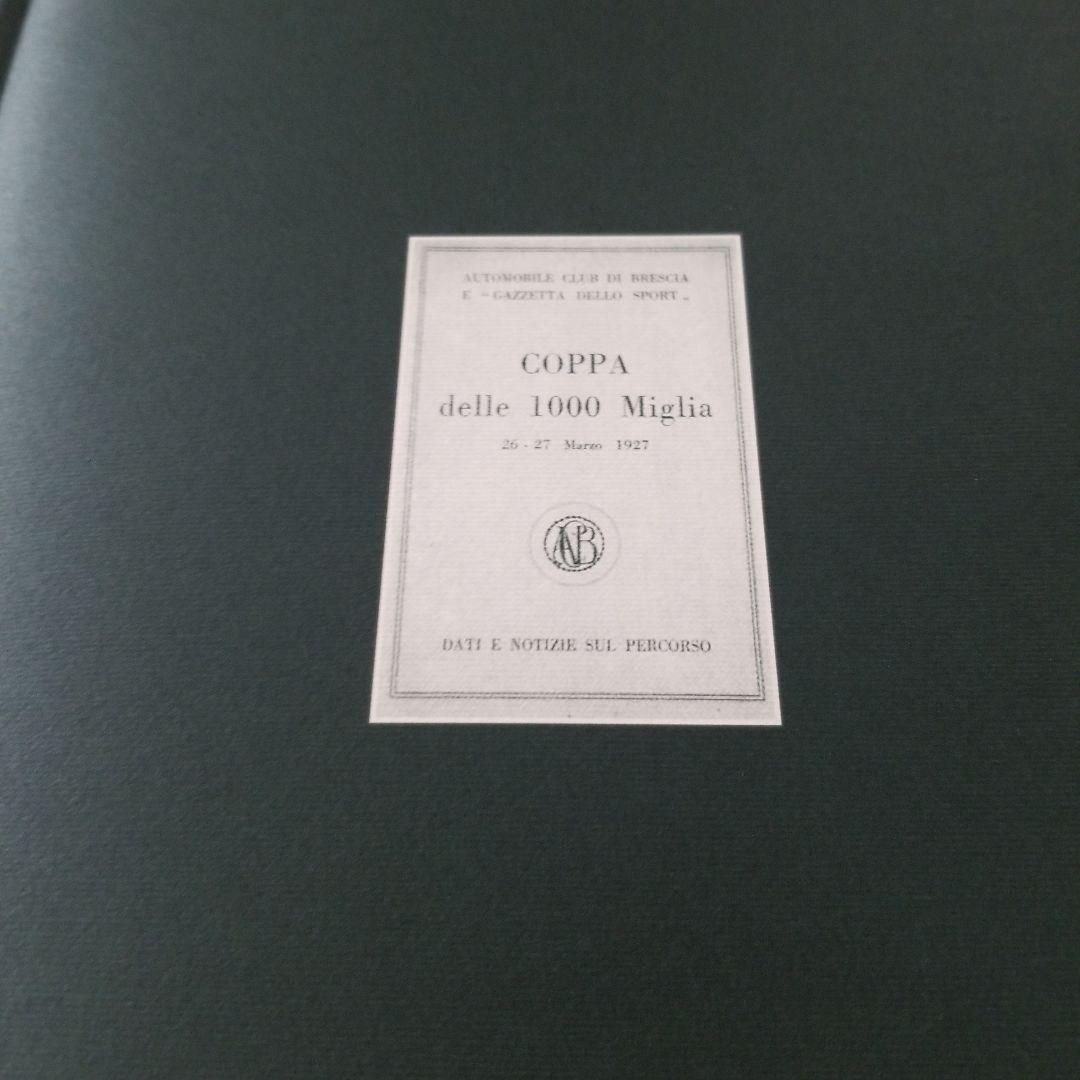 AUTOMOBILE CLUB DI BRESCIA
E "GAZZETTA DELLO SPORT„
COPPA
delle 1000 Miglia
26 - 27 Marzo 1927
ACB
DATI E NOTIZIE SUL PERCORSO